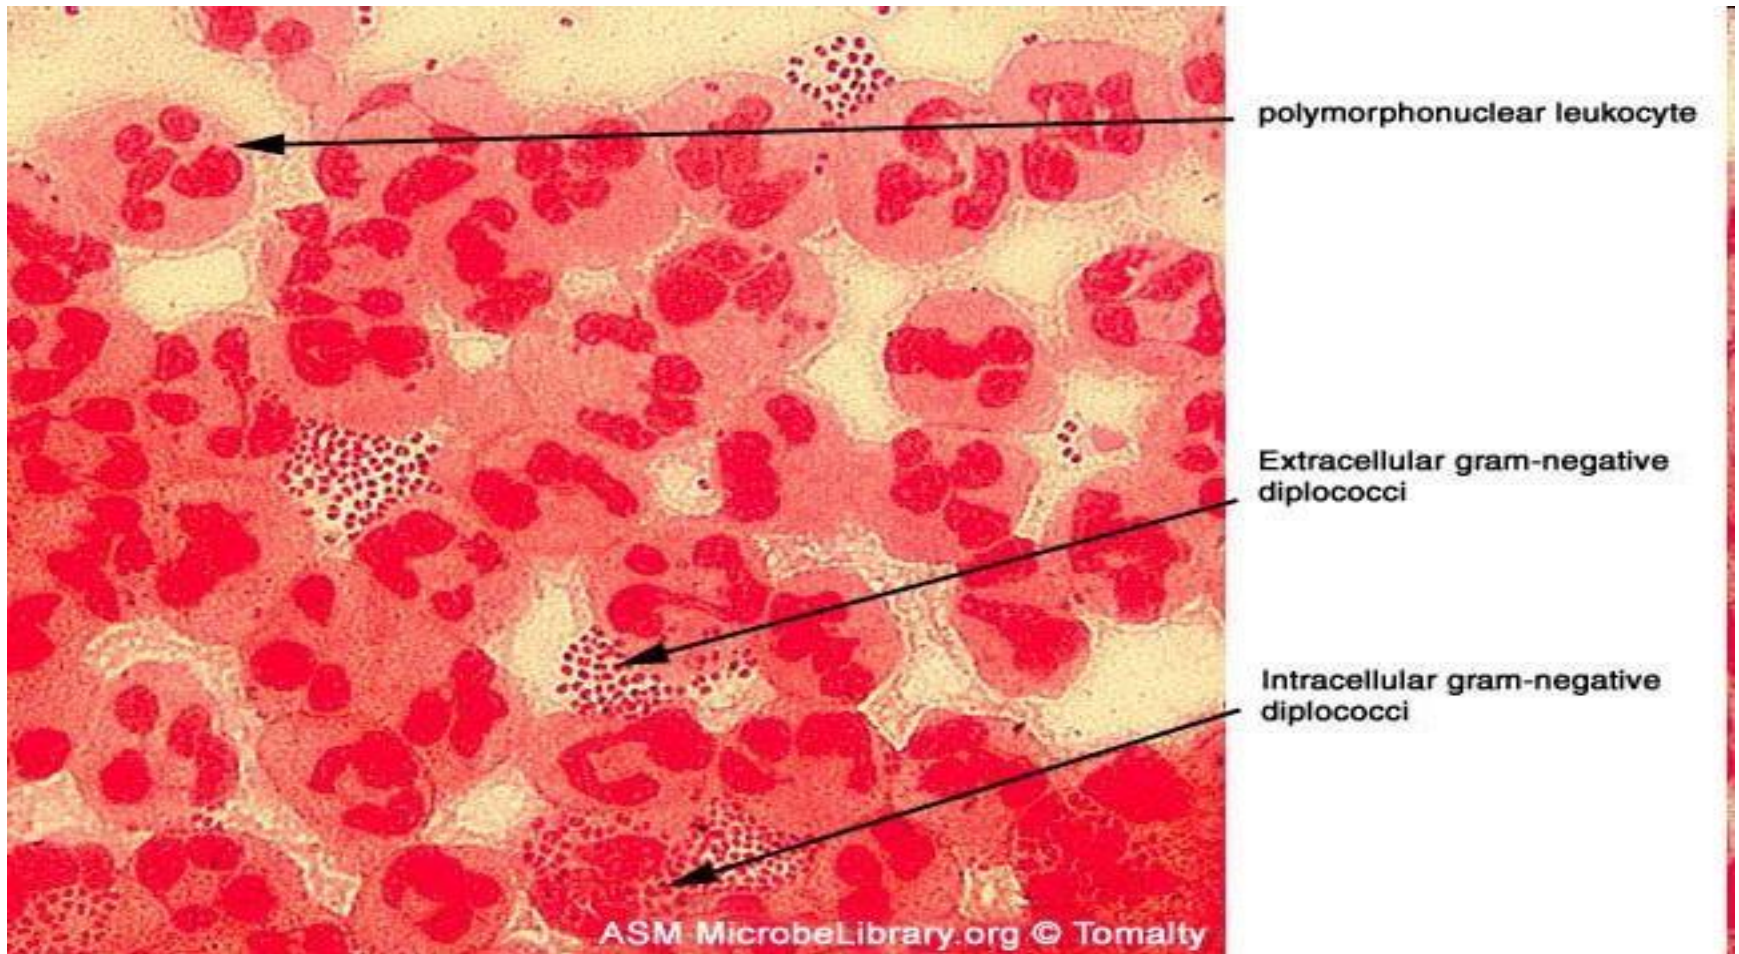 polymorphonuclear leukocyte
Extracellular gram-negative
diplococci
Intracellular gram-negative
diplococci
ASM MicrobeLibrary.org © Tomalty